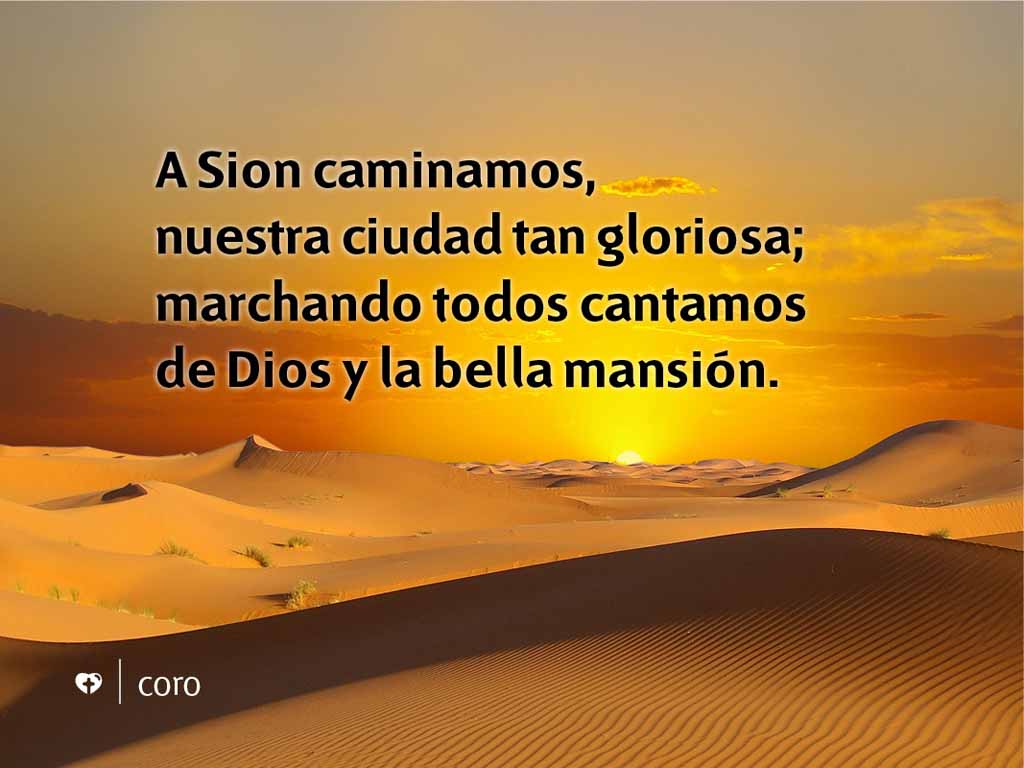 A Sion caminamos,
nuestra ciudad tan gloriosa;
marchando todos cantamos
de Dios y la bella mansión.
coro